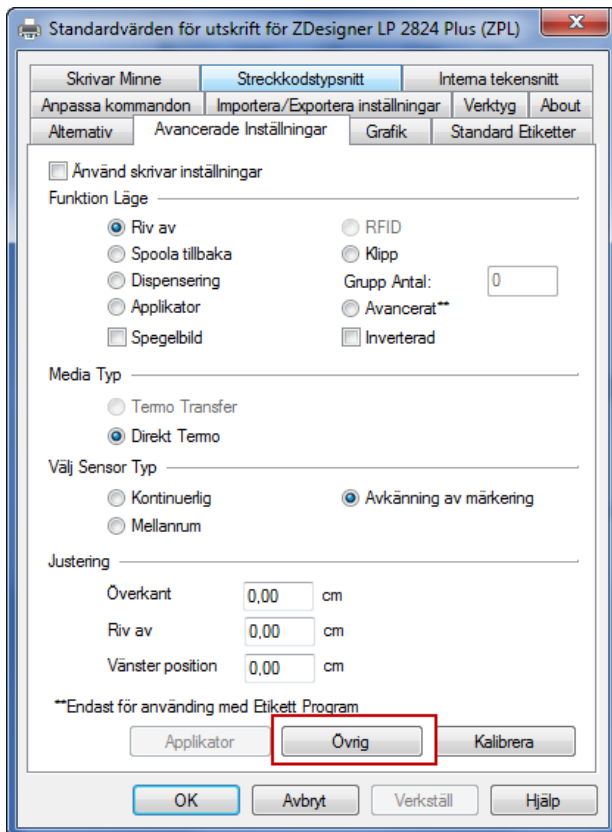 Standardvärden för utskrift för ZDesigner LP 2824 Plus (ZPL)
Skrivar Minne Streckkodstypsnitt Interna tekensnitt
Anpassa kommandon Importera/Exportera inställningar Verktyg About
Alternativ Avancerade Inställningar Grafik Standard Etiketter
Använd skrivar inställningar
Funktion Läge
Riv av RFID
Spoola tillbaka Klipp
Dispensering Grupp Antal: 0
Applikator Avancerat**
Spegelbild Inverterad
Media Typ
Termo Transfer
Direkt Termo
Välj Sensor Typ
Kontinuerlig Avkänning av märkering
Mellanrum
Justering
Överkant 0,00 cm
Riv av 0,00 cm
Vänster position 0,00 cm
**Endast för använding med Etikett Program
Applikator Övrig Kalibrera
OK Avbryt Verkställ Hjälp